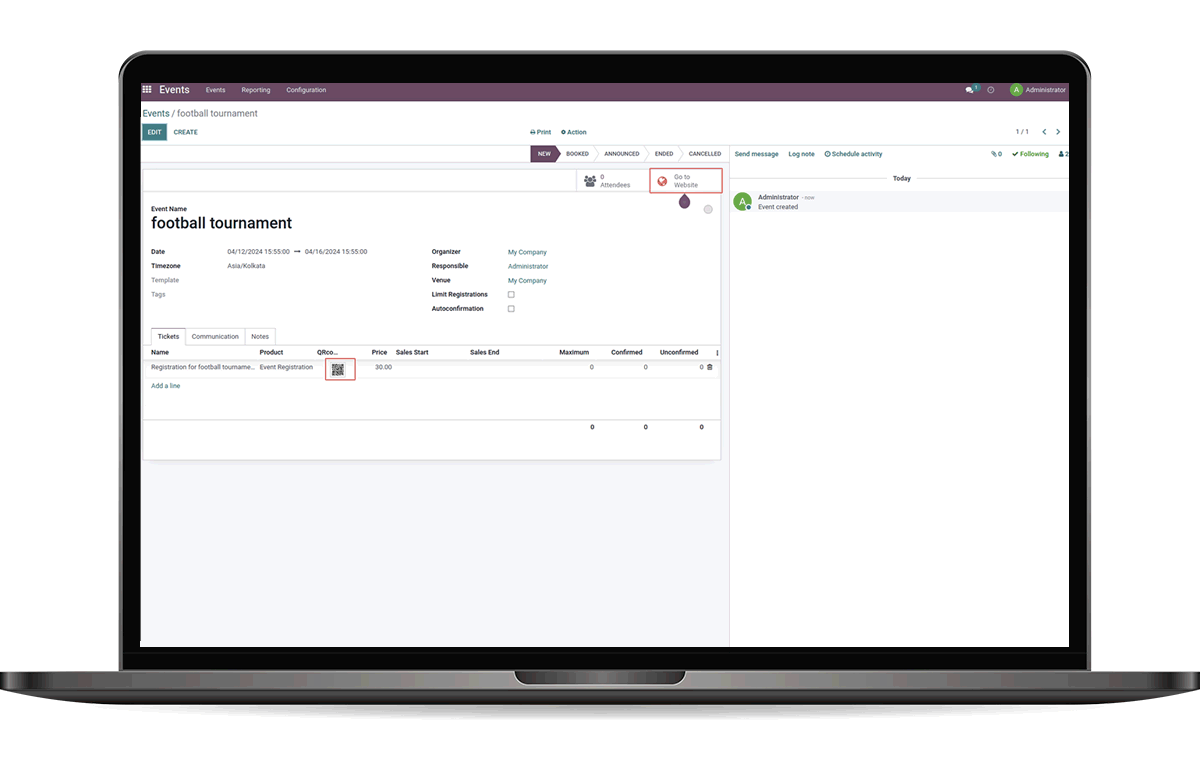 Events Events Reporting Configuration 1 A Administrator
Events / football tournament
EDIT CREATE Print Action 1 / 1
NEW BOOKED ANNOUNCED ENDED CANCELLED Send message Log note Schedule activity 0 Following 2
0 Attendees Go to Website
Today
A Administrator - now
Event created
Event Name
football tournament
Date 04/12/2024 15:55:00 → 04/16/2024 15:55:00 Organizer My Company
Timezone Asia/Kolkata Responsible Administrator
Template Venue My Company
Tags Limit Registrations
Autoconfirmation
Tickets Communication Notes
Name Product QRco... Price Sales Start Sales End Maximum Confirmed Unconfirmed
Registration for football tourname... Event Registration 30.00 0 0 0
Add a line
0 0 0